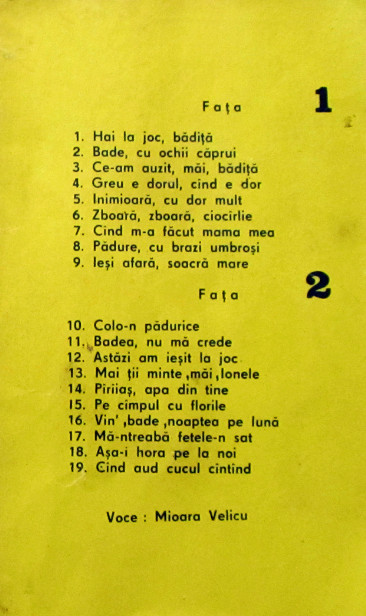 Fața 1
1. Hai la joc, bădiță
2. Bade, cu ochii căprui
3. Ce-am auzit, măi, bădiță
4. Greu e dorul, cînd e dor
5. Inimioară, cu dor mult
6. Zboară, zboară, ciocîrlie
7. Cînd m-a făcut mama mea
8. Pădure, cu brazi umbroși
9. Ieși afară, soacră mare
Fața 2
10. Colo-n pădurice
11. Badea, nu mă crede
12. Astăzi am ieșit la joc
13. Mai ții minte ,măi ,Ionele
14. Pîrîiaș, apa din tine
15. Pe cîmpul cu florile
16. Vin' ,bade ,noaptea pe lună
17. Mă-ntreabă fetele-n sat
18. Așa-i hora pe la noi
19. Cînd aud cucul cîntînd
Voce : Mioara Velicu